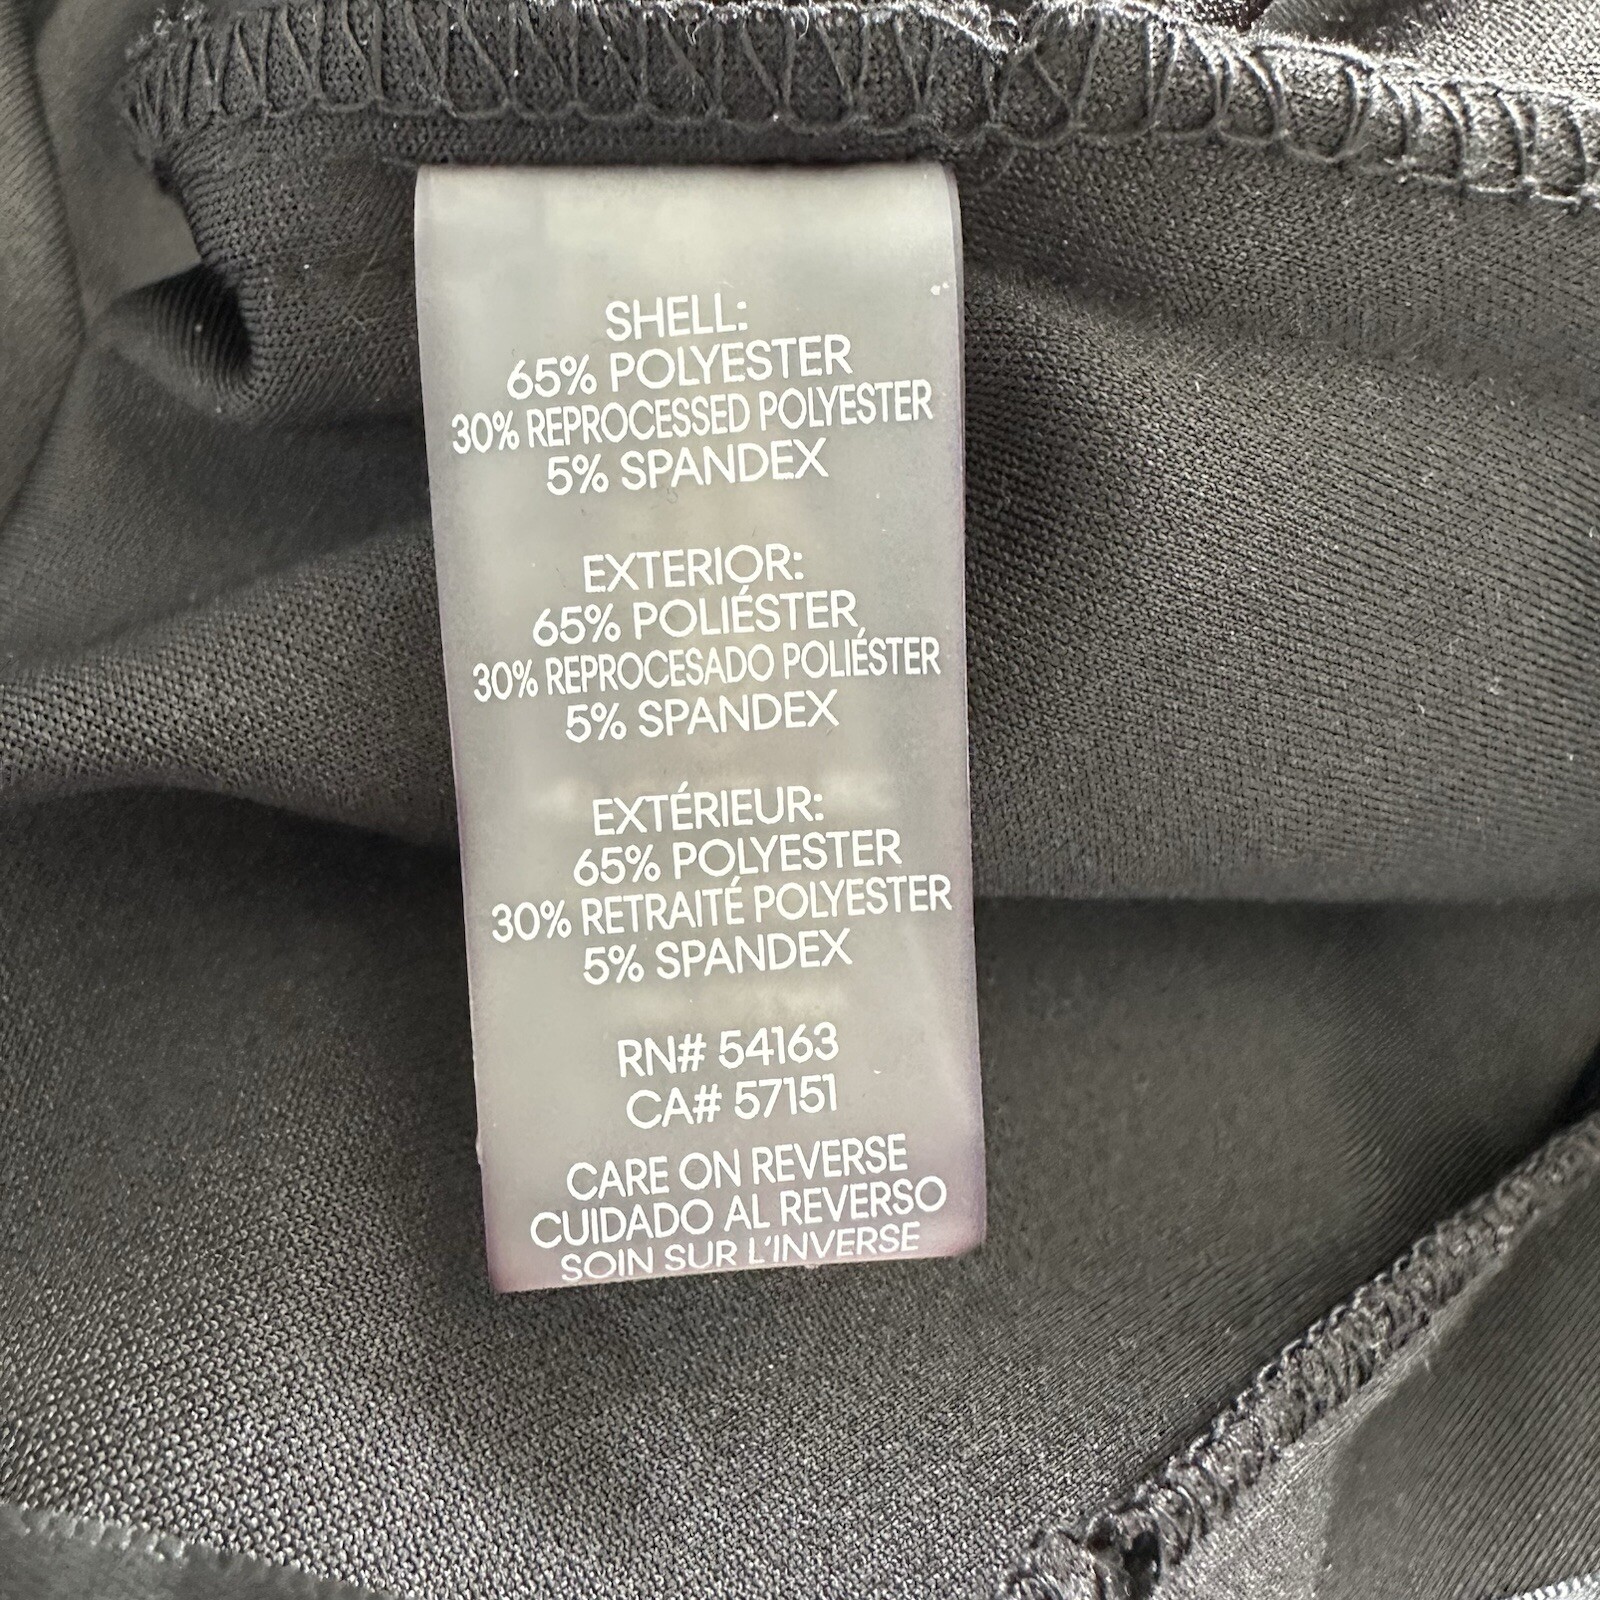 SHELL:
65% POLYESTER
30% REPROCESSED POLYESTER
5% SPANDEX
EXTERIOR:
65% POLIÉSTER
30% REPROCESADO POLIÉSTER
5% SPANDEX
EXTÉRIEUR:
65% POLYESTER
30% RETRAITÉ POLYESTER
5% SPANDEX
RN# 54163
CA# 57151
CARE ON REVERSE
CUIDADO AL REVERSO
SOIN SUR L'INVERSE